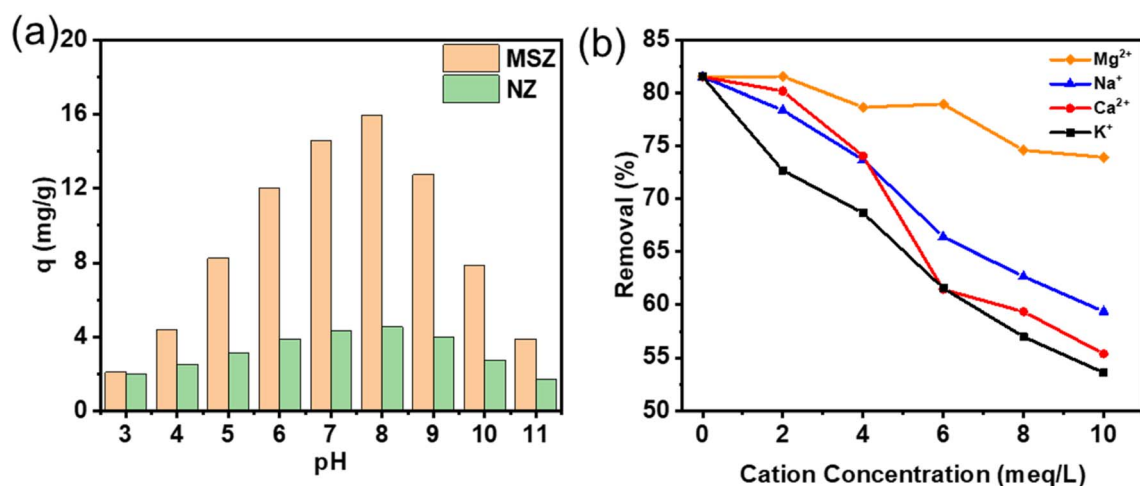 (a)
20
16
12
8
4
0
q (mg/g)
MSZ
NZ
3 4 5 6 7 8 9 10 11
pH
(b)
85
80
75
70
65
60
55
50
Removal (%)
Mg²⁺
Na⁺
Ca²⁺
K⁺
0 2 4 6 8 10
Cation Concentration (meq/L)